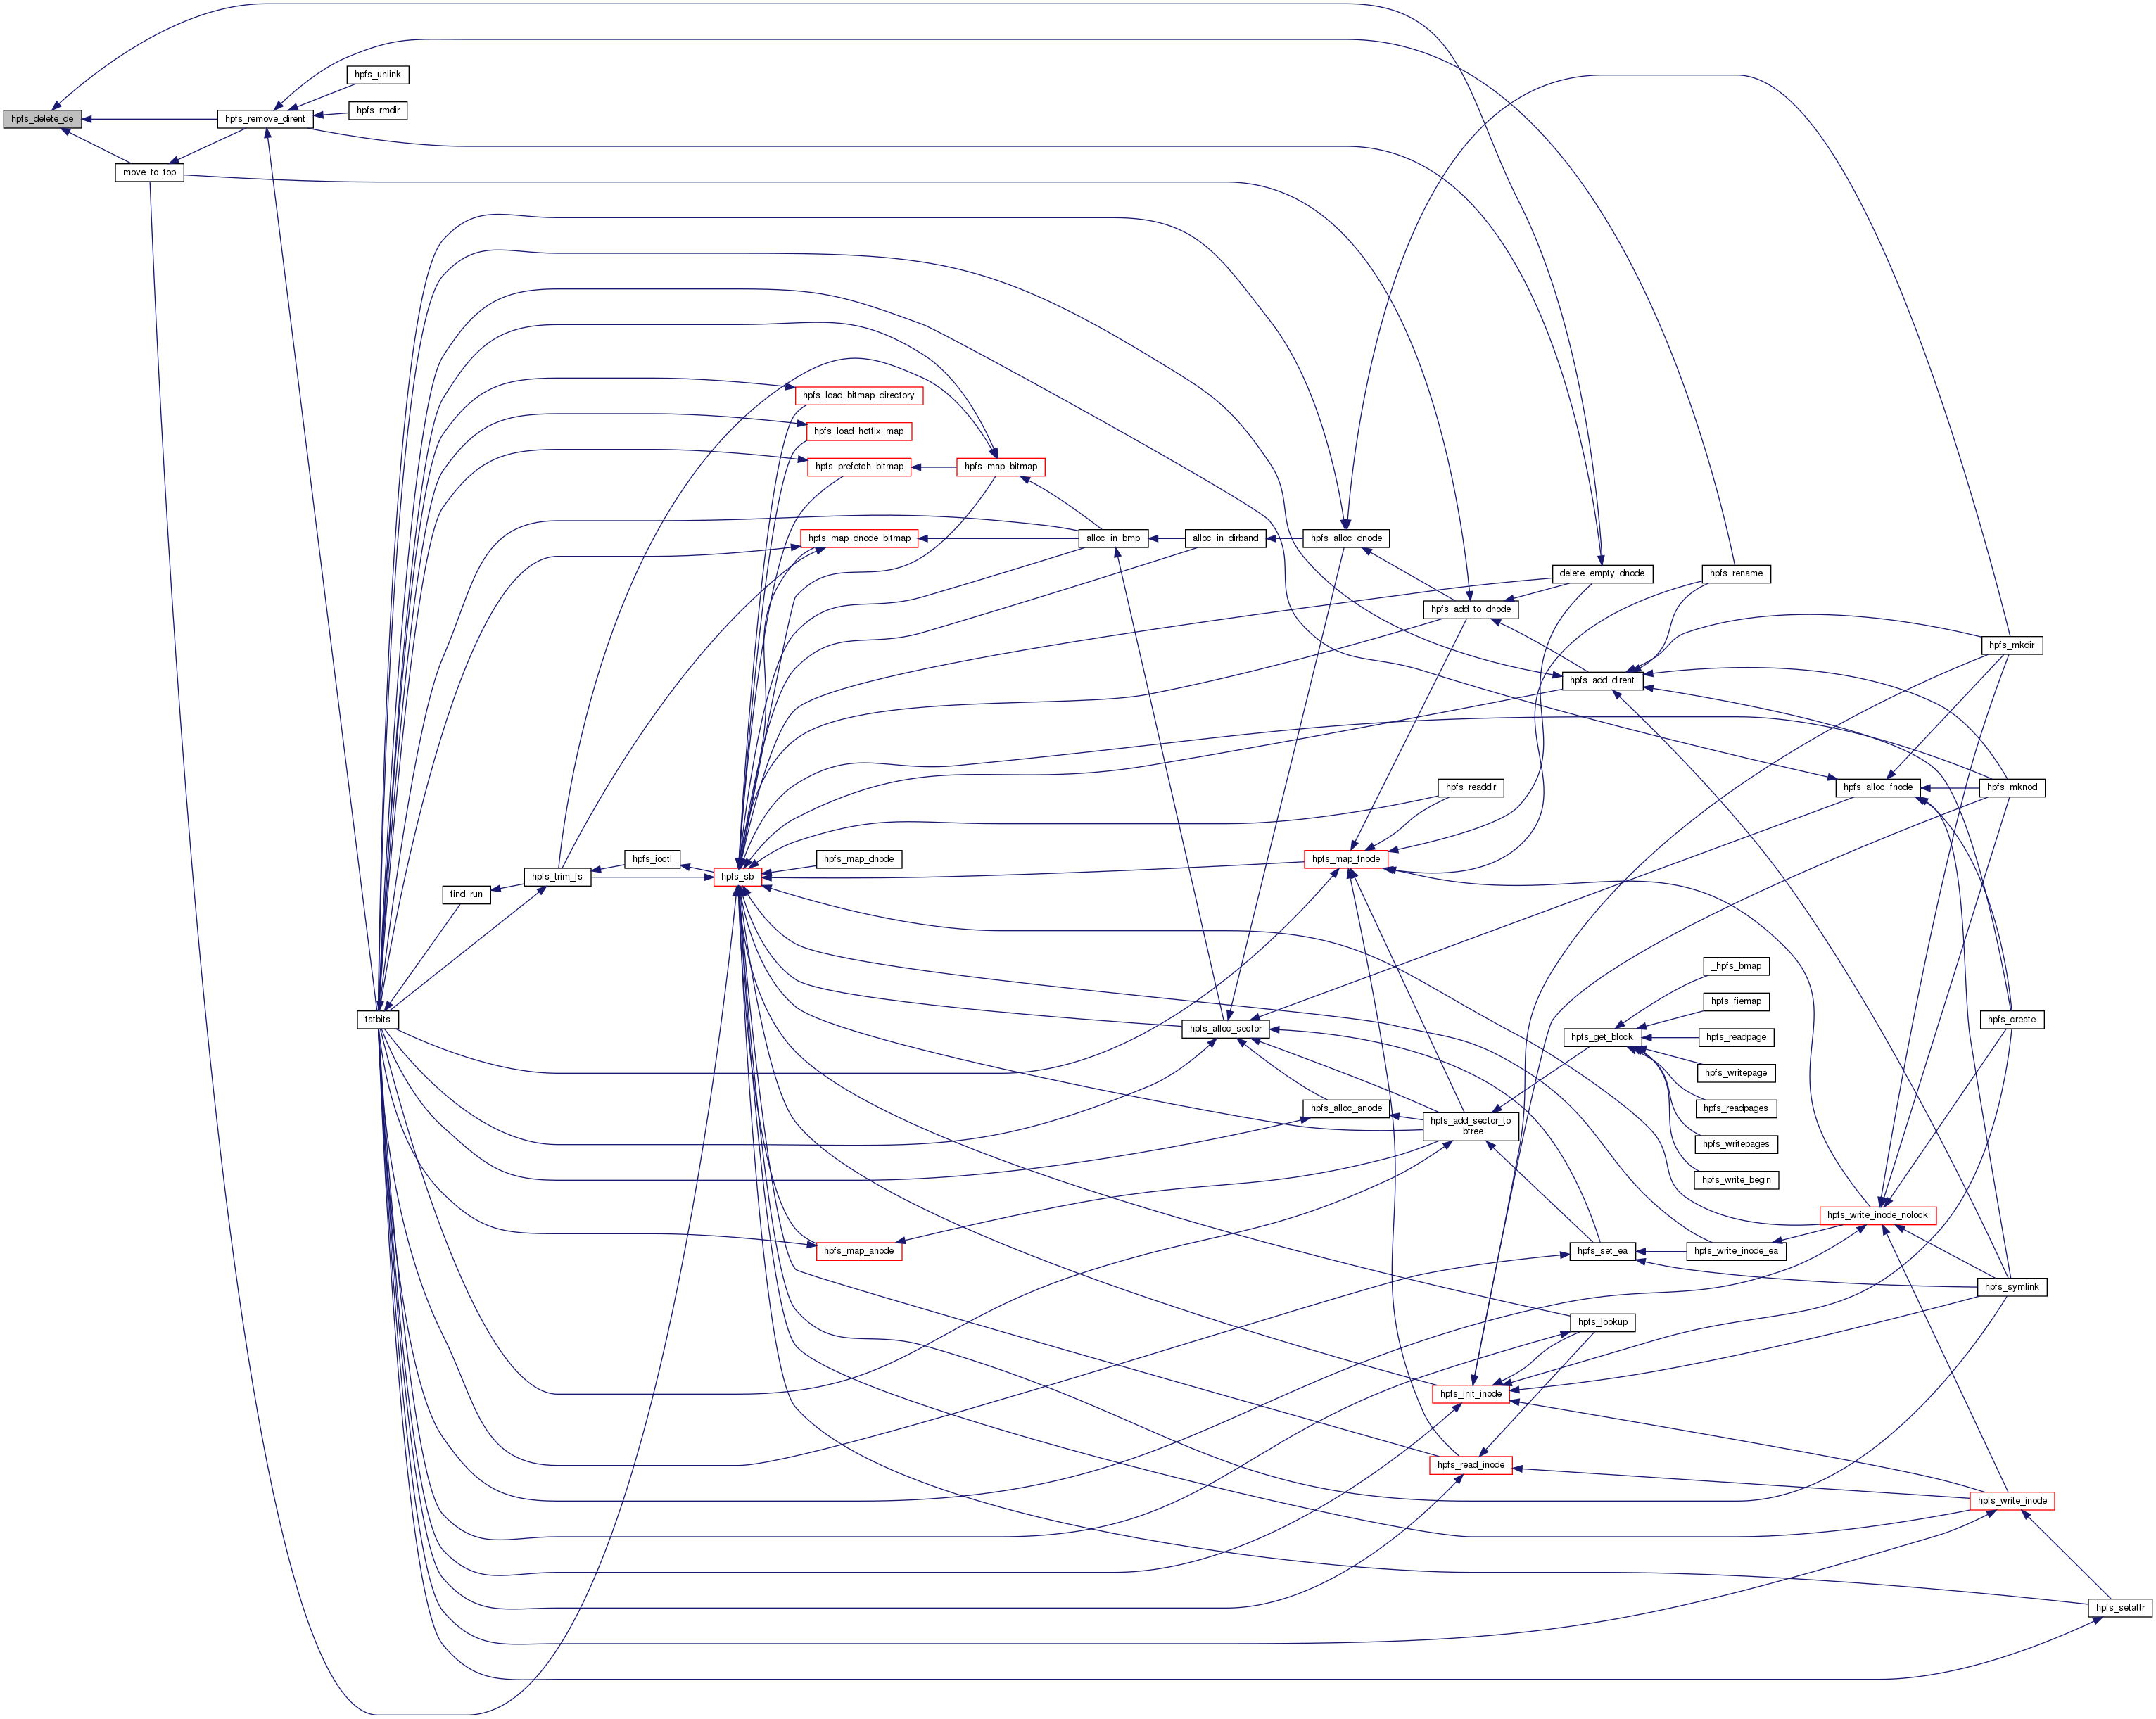 hpfs_unlink
hpfs_delete_de
hpfs_remove_dirent
hpfs_rmdir
move_to_top
hpfs_load_bitmap_directory
hpfs_load_hotfix_map
hpfs_prefetch_bitmap
hpfs_map_bitmap
hpfs_map_dnode_bitmap
alloc_in_bmp
alloc_in_dirband
hpfs_alloc_dnode
delete_empty_dnode
hpfs_rename
hpfs_add_to_dnode
hpfs_mkdir
hpfs_add_dirent
hpfs_readdir
hpfs_alloc_fnode
hpfs_mknod
hpfs_ioctl
hpfs_map_dnode
hpfs_map_fnode
hpfs_trim_fs
hpfs_sb
find_run
_hpfs_bmap
hpfs_fiemap
tstbits
hpfs_alloc_sector
hpfs_get_block
hpfs_readpage
hpfs_create
hpfs_writepage
hpfs_alloc_anode
hpfs_readpages
hpfs_add_sector_to
_btree
hpfs_writepages
hpfs_write_begin
hpfs_write_inode_nolock
hpfs_map_anode
hpfs_set_ea
hpfs_write_inode_ea
hpfs_symlink
hpfs_lookup
hpfs_init_inode
hpfs_read_inode
hpfs_write_inode
hpfs_setattr